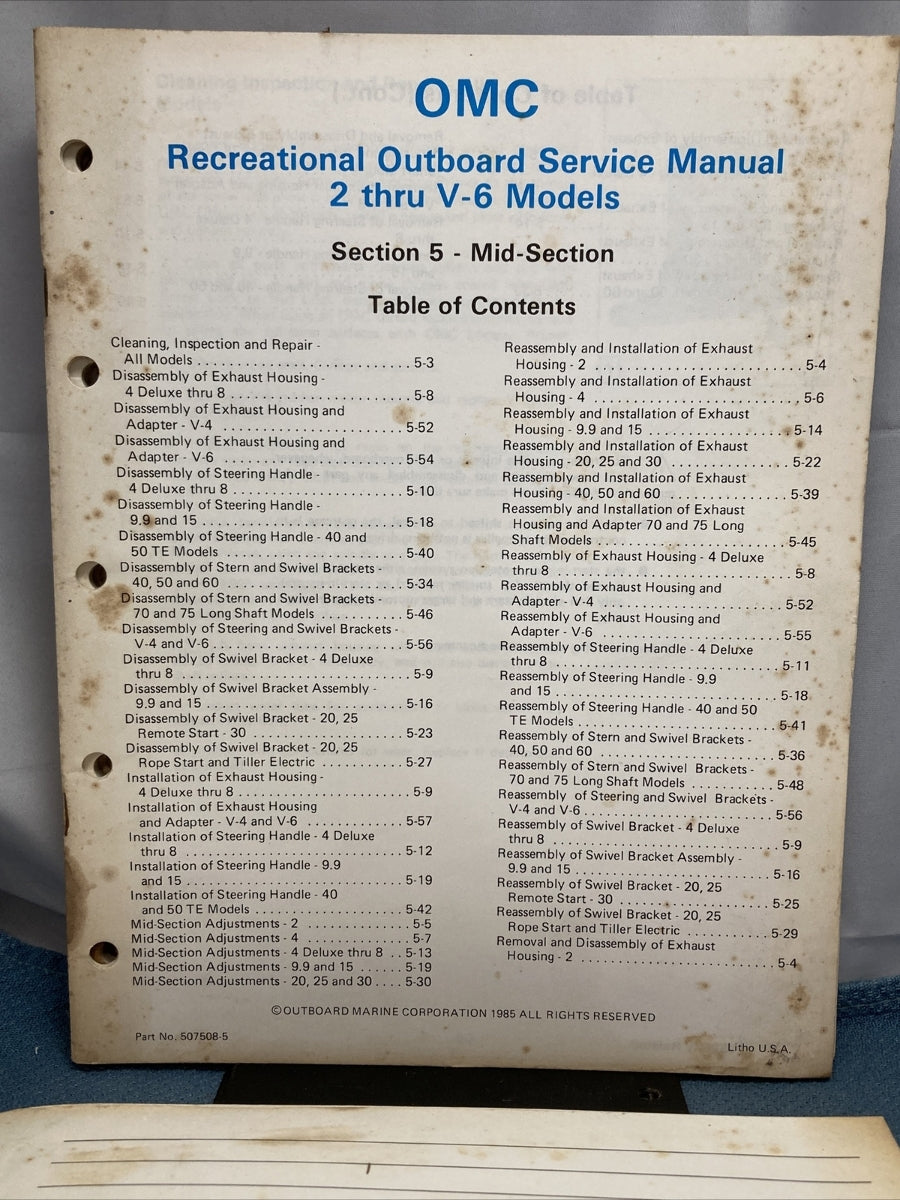 OMC
Recreational Outboard Service Manual
2 thru V-6 Models
Section 5 - Mid-Section
Table of Contents
Cleaning, Inspection and Repair -
All Models . . . . . . . . . . . . . . . . . . . . . . . . . . 5-3
Disassembly of Exhaust Housing -
4 Deluxe thru 8 . . . . . . . . . . . . . . . . . . . . . . 5-8
Disassembly of Exhaust Housing and
Adapter - V-4 . . . . . . . . . . . . . . . . . . . . . . 5-52
Disassembly of Exhaust Housing and
Adapter - V-6 . . . . . . . . . . . . . . . . . . . . . . 5-54
Disassembly of Steering Handle -
4 Deluxe thru 8 . . . . . . . . . . . . . . . . . . . . . 5-10
Disassembly of Steering Handle -
9.9 and 15 . . . . . . . . . . . . . . . . . . . . . . . . 5-18
Disassembly of Steering Handle - 40 and
50 TE Models . . . . . . . . . . . . . . . . . . . . . 5-40
Disassembly of Stern and Swivel Brackets -
40, 50 and 60 . . . . . . . . . . . . . . . . . . . . . 5-34
Disassembly of Stern and Swivel Brackets -
70 and 75 Long Shaft Models . . . . . . . . . . 5-46
Disassembly of Steering and Swivel Brackets -
V-4 and V-6 . . . . . . . . . . . . . . . . . . . . . . . 5-56
Disassembly of Swivel Bracket - 4 Deluxe
thru 8 . . . . . . . . . . . . . . . . . . . . . . . . . . . 5-9
Disassembly of Swivel Bracket Assembly -
9.9 and 15 . . . . . . . . . . . . . . . . . . . . . . . . 5-16
Disassembly of Swivel Bracket - 20, 25
Remote Start - 30 . . . . . . . . . . . . . . . . . . 5-23
Disassembly of Swivel Bracket - 20, 25
Rope Start and Tiller Electric . . . . . . . . . . 5-27
Installation of Exhaust Housing -
4 Deluxe thru 8 . . . . . . . . . . . . . . . . . . . . 5-9
Installation of Exhaust Housing
and Adapter - V-4 and V-6 . . . . . . . . . . . . 5-57
Installation of Steering Handle - 4 Deluxe
thru 8 . . . . . . . . . . . . . . . . . . . . . . . . . . 5-12
Installation of Steering Handle - 9.9
and 15 . . . . . . . . . . . . . . . . . . . . . . . . . . 5-19
Installation of Steering Handle - 40
and 50 TE Models . . . . . . . . . . . . . . . . . . 5-42
Mid-Section Adjustments - 2 . . . . . . . . . . . . 5-5
Mid-Section Adjustments - 4 . . . . . . . . . . . . 5-7
Mid-Section Adjustments - 4 Deluxe thru 8 . . 5-13
Mid-Section Adjustments - 9.9 and 15 . . . . . . 5-19
Mid-Section Adjustments - 20, 25 and 30 . . . . 5-30
Reassembly and Installation of Exhaust
Housing - 2 . . . . . . . . . . . . . . . . . . . . . . . . 5-4
Reassembly and Installation of Exhaust
Housing - 4 . . . . . . . . . . . . . . . . . . . . . . . . 5-6
Reassembly and Installation of Exhaust
Housing - 9.9 and 15 . . . . . . . . . . . . . . . . . 5-14
Reassembly and Installation of Exhaust
Housing - 20, 25 and 30 . . . . . . . . . . . . . . 5-22
Reassembly and Installation of Exhaust
Housing - 40, 50 and 60 . . . . . . . . . . . . . . 5-39
Reassembly and Installation of Exhaust
Housing and Adapter 70 and 75 Long
Shaft Models . . . . . . . . . . . . . . . . . . . . . . 5-45
Reassembly of Exhaust Housing - 4 Deluxe
thru 8 . . . . . . . . . . . . . . . . . . . . . . . . . . . 5-8
Reassembly of Exhaust Housing and
Adapter - V-4 . . . . . . . . . . . . . . . . . . . . . 5-52
Reassembly of Exhaust Housing and
Adapter - V-6 . . . . . . . . . . . . . . . . . . . . . 5-55
Reassembly of Steering Handle - 4 Deluxe
thru 8 . . . . . . . . . . . . . . . . . . . . . . . . . . 5-11
Reassembly of Steering Handle - 9.9
and 15 . . . . . . . . . . . . . . . . . . . . . . . . . . 5-18
Reassembly of Steering Handle - 40 and 50
TE Models . . . . . . . . . . . . . . . . . . . . . . . . 5-41
Reassembly of Stern and Swivel Brackets -
40, 50 and 60 . . . . . . . . . . . . . . . . . . . . . 5-36
Reassembly of Stern and Swivel Brackets -
70 and 75 Long Shaft Models . . . . . . . . . . 5-48
Reassembly of Steering and Swivel Brackets -
V-4 and V-6 . . . . . . . . . . . . . . . . . . . . . . . 5-56
Reassembly of Swivel Bracket - 4 Deluxe
thru 8 . . . . . . . . . . . . . . . . . . . . . . . . . . . 5-9
Reassembly of Swivel Bracket Assembly -
9.9 and 15 . . . . . . . . . . . . . . . . . . . . . . . . 5-16
Reassembly of Swivel Bracket - 20, 25
Remote Start - 30 . . . . . . . . . . . . . . . . . . 5-25
Reassembly of Swivel Bracket - 20, 25
Rope Start and Tiller Electric . . . . . . . . . . 5-29
Removal and Disassembly of Exhaust
Housing - 2 . . . . . . . . . . . . . . . . . . . . . . . 5-4
©OUTBOARD MARINE CORPORATION 1985 ALL RIGHTS RESERVED
Part No. 507508-5
Litho U.S.A.